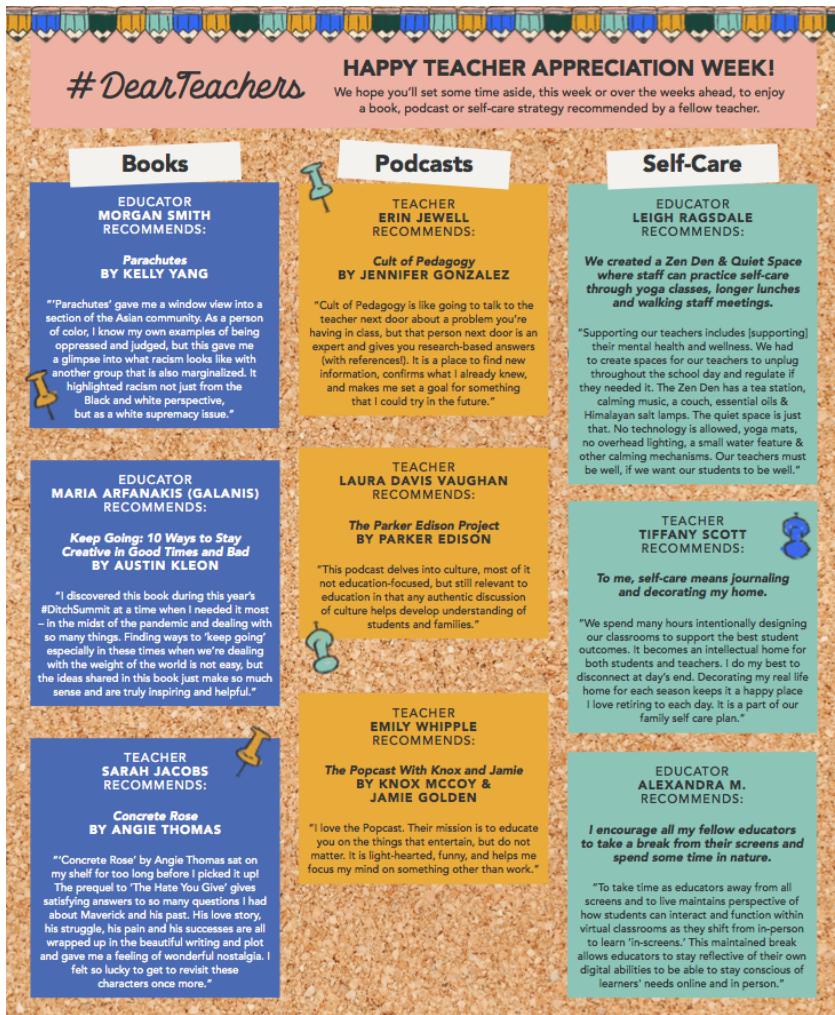 #DearTeachers
HAPPY TEACHER APPRECIATION WEEK!
We hope you'll set some time aside, this week or over the weeks ahead, to enjoy
a book, podcast or self-care strategy recommended by a fellow teacher.
Books
EDUCATOR
MORGAN SMITH
RECOMMENDS:
Parachutes
BY KELLY YANG
"'Parachutes' gave me a window view into a
section of the Asian community. As a person
of color, I know my own examples of being
oppressed and judged, but this gave me
a glimpse into what racism looks like with
another group that is also marginalized. It
highlighted racism not just from the
Black and white perspective,
but as a white supremacy issue."
EDUCATOR
MARIA ARFANAKIS (GALANIS)
RECOMMENDS:
Keep Going: 10 Ways to Stay
Creative in Good Times and Bad
BY AUSTIN KLEON
"I discovered this book during this year's
#DitchSummit at a time when I needed it most
– in the midst of the pandemic and dealing with
so many things. Finding ways to 'keep going'
especially in these times when we're dealing
with the weight of the world is not easy, but
the ideas shared in this book just make so much
sense and are truly inspiring and helpful."
TEACHER
SARAH JACOBS
RECOMMENDS:
Concrete Rose
BY ANGIE THOMAS
"'Concrete Rose' by Angie Thomas sat on
my shelf for too long before I picked it up!
The prequel to 'The Hate You Give' gives
satisfying answers to so many questions I had
about Maverick and his past. His love story,
his struggle, his pain and his successes are all
wrapped up in the beautiful writing and plot
and gave me a feeling of wonderful nostalgia. I
felt so lucky to get to revisit these
characters once more."
Podcasts
TEACHER
ERIN JEWELL
RECOMMENDS:
Cult of Pedagogy
BY JENNIFER GONZALEZ
"Cult of Pedagogy is like going to talk to the
teacher next door about a problem you're
having in class, but that person next door is an
expert and gives you research-based answers
(with references!). It is a place to find new
information, confirms what I already knew,
and makes me set a goal for something
that I could try in the future."
TEACHER
LAURA DAVIS VAUGHAN
RECOMMENDS:
The Parker Edison Project
BY PARKER EDISON
"This podcast delves into culture, most of it
not education-focused, but still relevant to
education in that any authentic discussion
of culture helps develop understanding of
students and families."
TEACHER
EMILY WHIPPLE
RECOMMENDS:
The Popcast With Knox and Jamie
BY KNOX MCCOY &
JAMIE GOLDEN
"I love the Popcast. Their mission is to educate
you on the things that entertain, but do not
matter. It is light-hearted, funny, and helps me
focus my mind on something other than work."
Self-Care
EDUCATOR
LEIGH RAGSDALE
RECOMMENDS:
We created a Zen Den & Quiet Space
where staff can practice self-care
through yoga classes, longer lunches
and walking staff meetings.
"Supporting our teachers includes [supporting]
their mental health and wellness. We had
to create spaces for our teachers to unplug
throughout the school day and regulate if
they needed it. The Zen Den has a tea station,
calming music, a couch, essential oils &
Himalayan salt lamps. The quiet space is just
that. No technology is allowed, yoga mats,
no overhead lighting, a small water feature &
other calming mechanisms. Our teachers must
be well, if we want our students to be well."
TEACHER
TIFFANY SCOTT
RECOMMENDS:
To me, self-care means journaling
and decorating my home.
"We spend many hours intentionally designing
our classrooms to support the best student
outcomes. It becomes an intellectual home for
both students and teachers. I do my best to
disconnect at day's end. Decorating my real life
home for each season keeps it a happy place
I love retiring to each day. It is a part of our
family self care plan."
EDUCATOR
ALEXANDRA M.
RECOMMENDS:
I encourage all my fellow educators
to take a break from their screens and
spend some time in nature.
"To take time as educators away from all
screens and to live maintains perspective of
how students can interact and function within
virtual classrooms as they shift from in-person
to learn 'in-screens.' This maintained break
allows educators to stay reflective of their own
digital abilities to be able to stay conscious of
learners' needs online and in person."